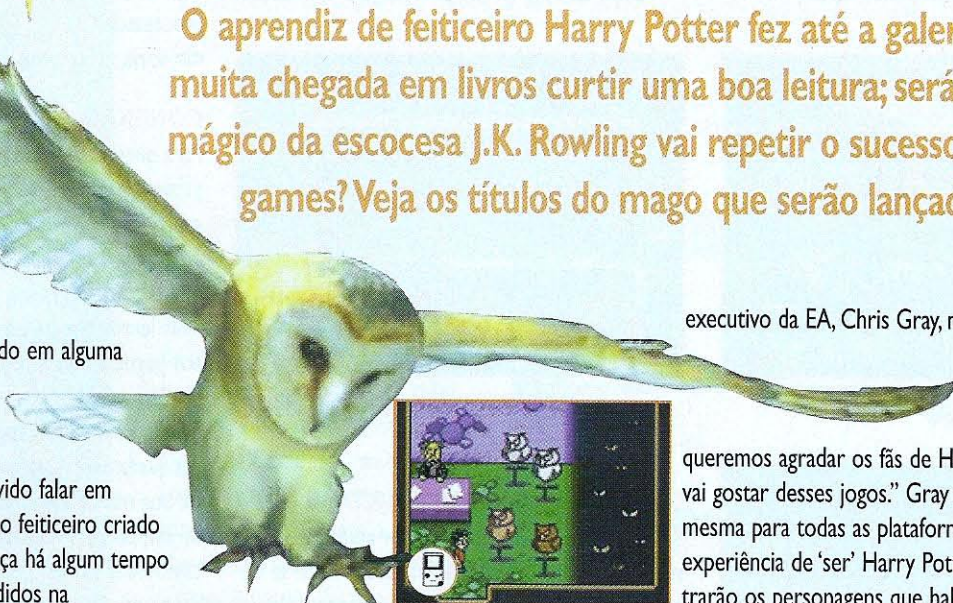 O aprendiz de feiticeiro Harry Potter fez até a galer
muita chegada em livros curtir uma boa leitura; será
mágico da escocesa J.K. Rowling vai repetir o sucesso
games? Veja os títulos do mago que serão lançad
do em alguma
vido falar em
o feiticeiro criado
ça há algum tempo
didos na
executivo da EA, Chris Gray,
queremos agradar os fãs de H
vai gostar desses jogos.” Gray
mesma para todas as plataform
experiência de ‘ser’ Harry Pot
trarão os personagens que hab